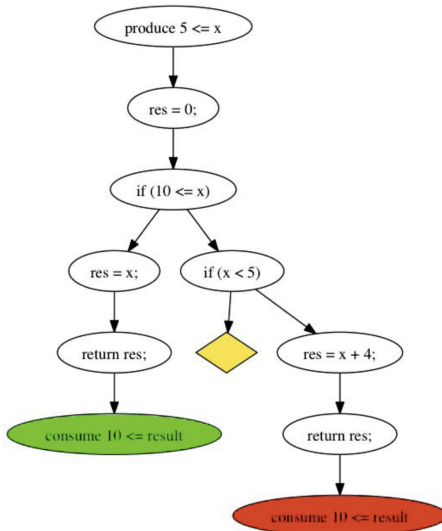 produce 5 <= x
res = 0;
if (10 <= x)
res = x;
if (x < 5)
return res;
res = x + 4;
consume 10 <= result
return res;
consume 10 <= result